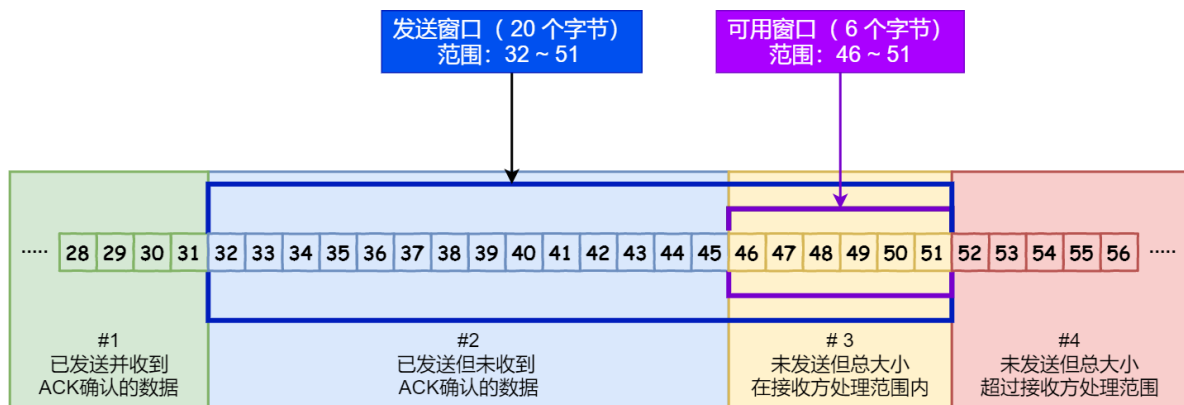 发送窗口（ 20 个字节）
范围：32 ~ 51
可用窗口（ 6 个字节）
范围：46 ~ 51
..... 28 29 30 31 32 33 34 35 36 37 38 39 40 41 42 43 44 45 46 47 48 49 50 51 52 53 54 55 56 .....
#1
已发送并收到
ACK确认的数据
#2
已发送但未收到
ACK确认的数据
# 3
未发送但总大小
在接收方处理范围内
#4
未发送但总大小
超过接收方处理范围